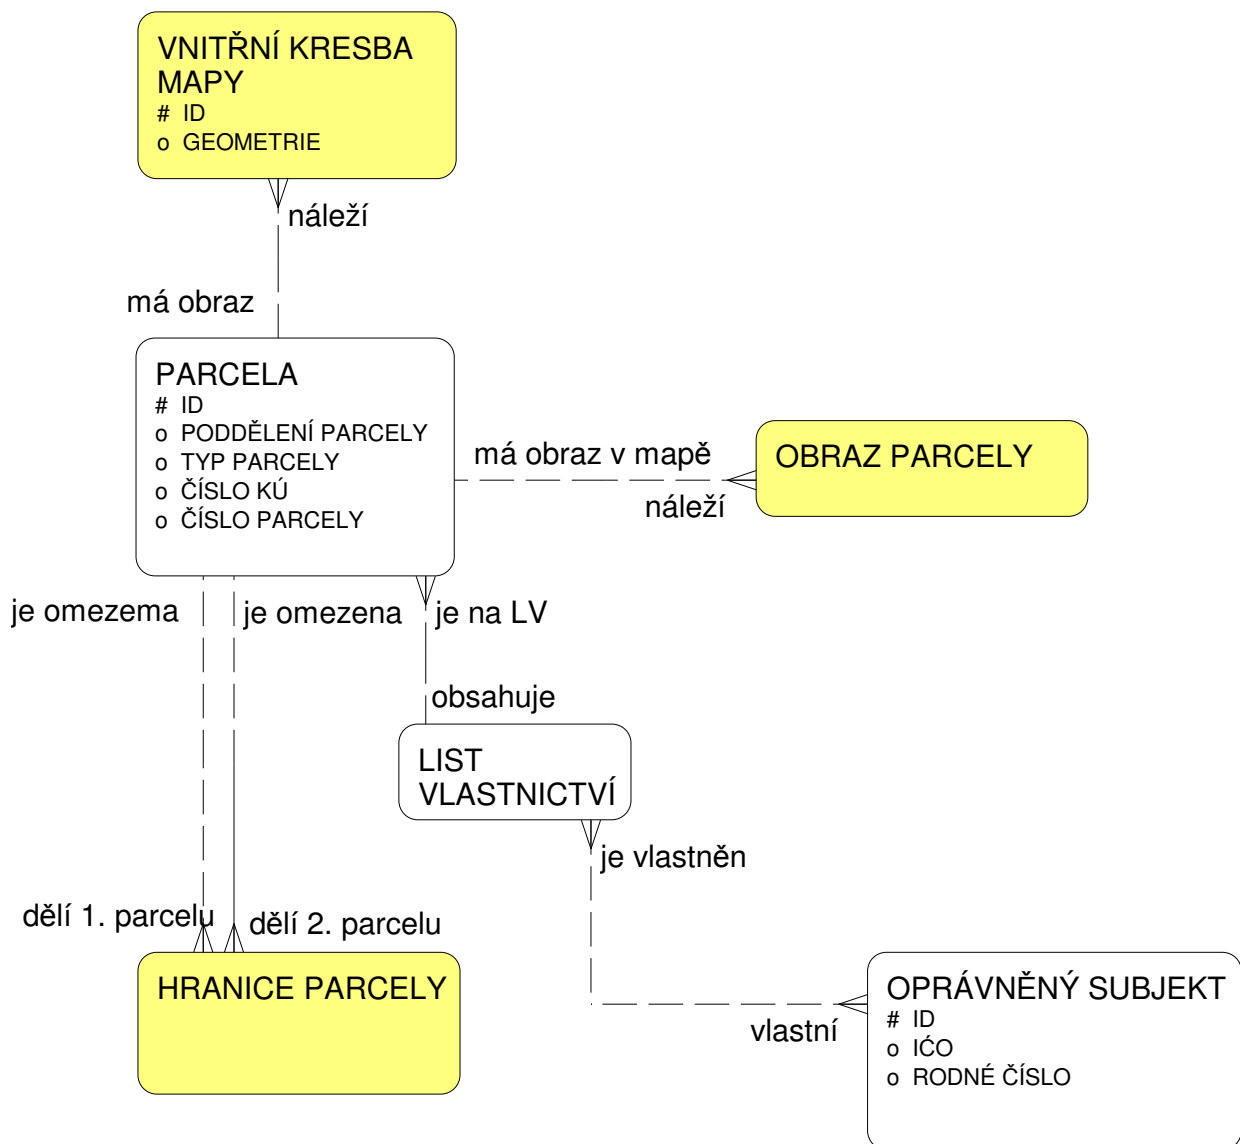 VNITŘNÍ KRESBA
MAPY
# ID
o GEOMETRIE
náleží
má obraz
PARCELA
# ID
o PODDĚLENÍ PARCELY
o TYP PARCELY
o ČÍSLO KÚ
o ČÍSLO PARCELY
má obraz v mapě
náleží
OBRAZ PARCELY
je omezema
je omezena
je na LV
obsahuje
LIST
VLASTNICTVÍ
je vlastněn
dělí 1. parcelu
dělí 2. parcelu
HRANICE PARCELY
vlastní
OPRÁVNĚNÝ SUBJEKT
# ID
o IĆO
o RODNÉ ČÍSLO